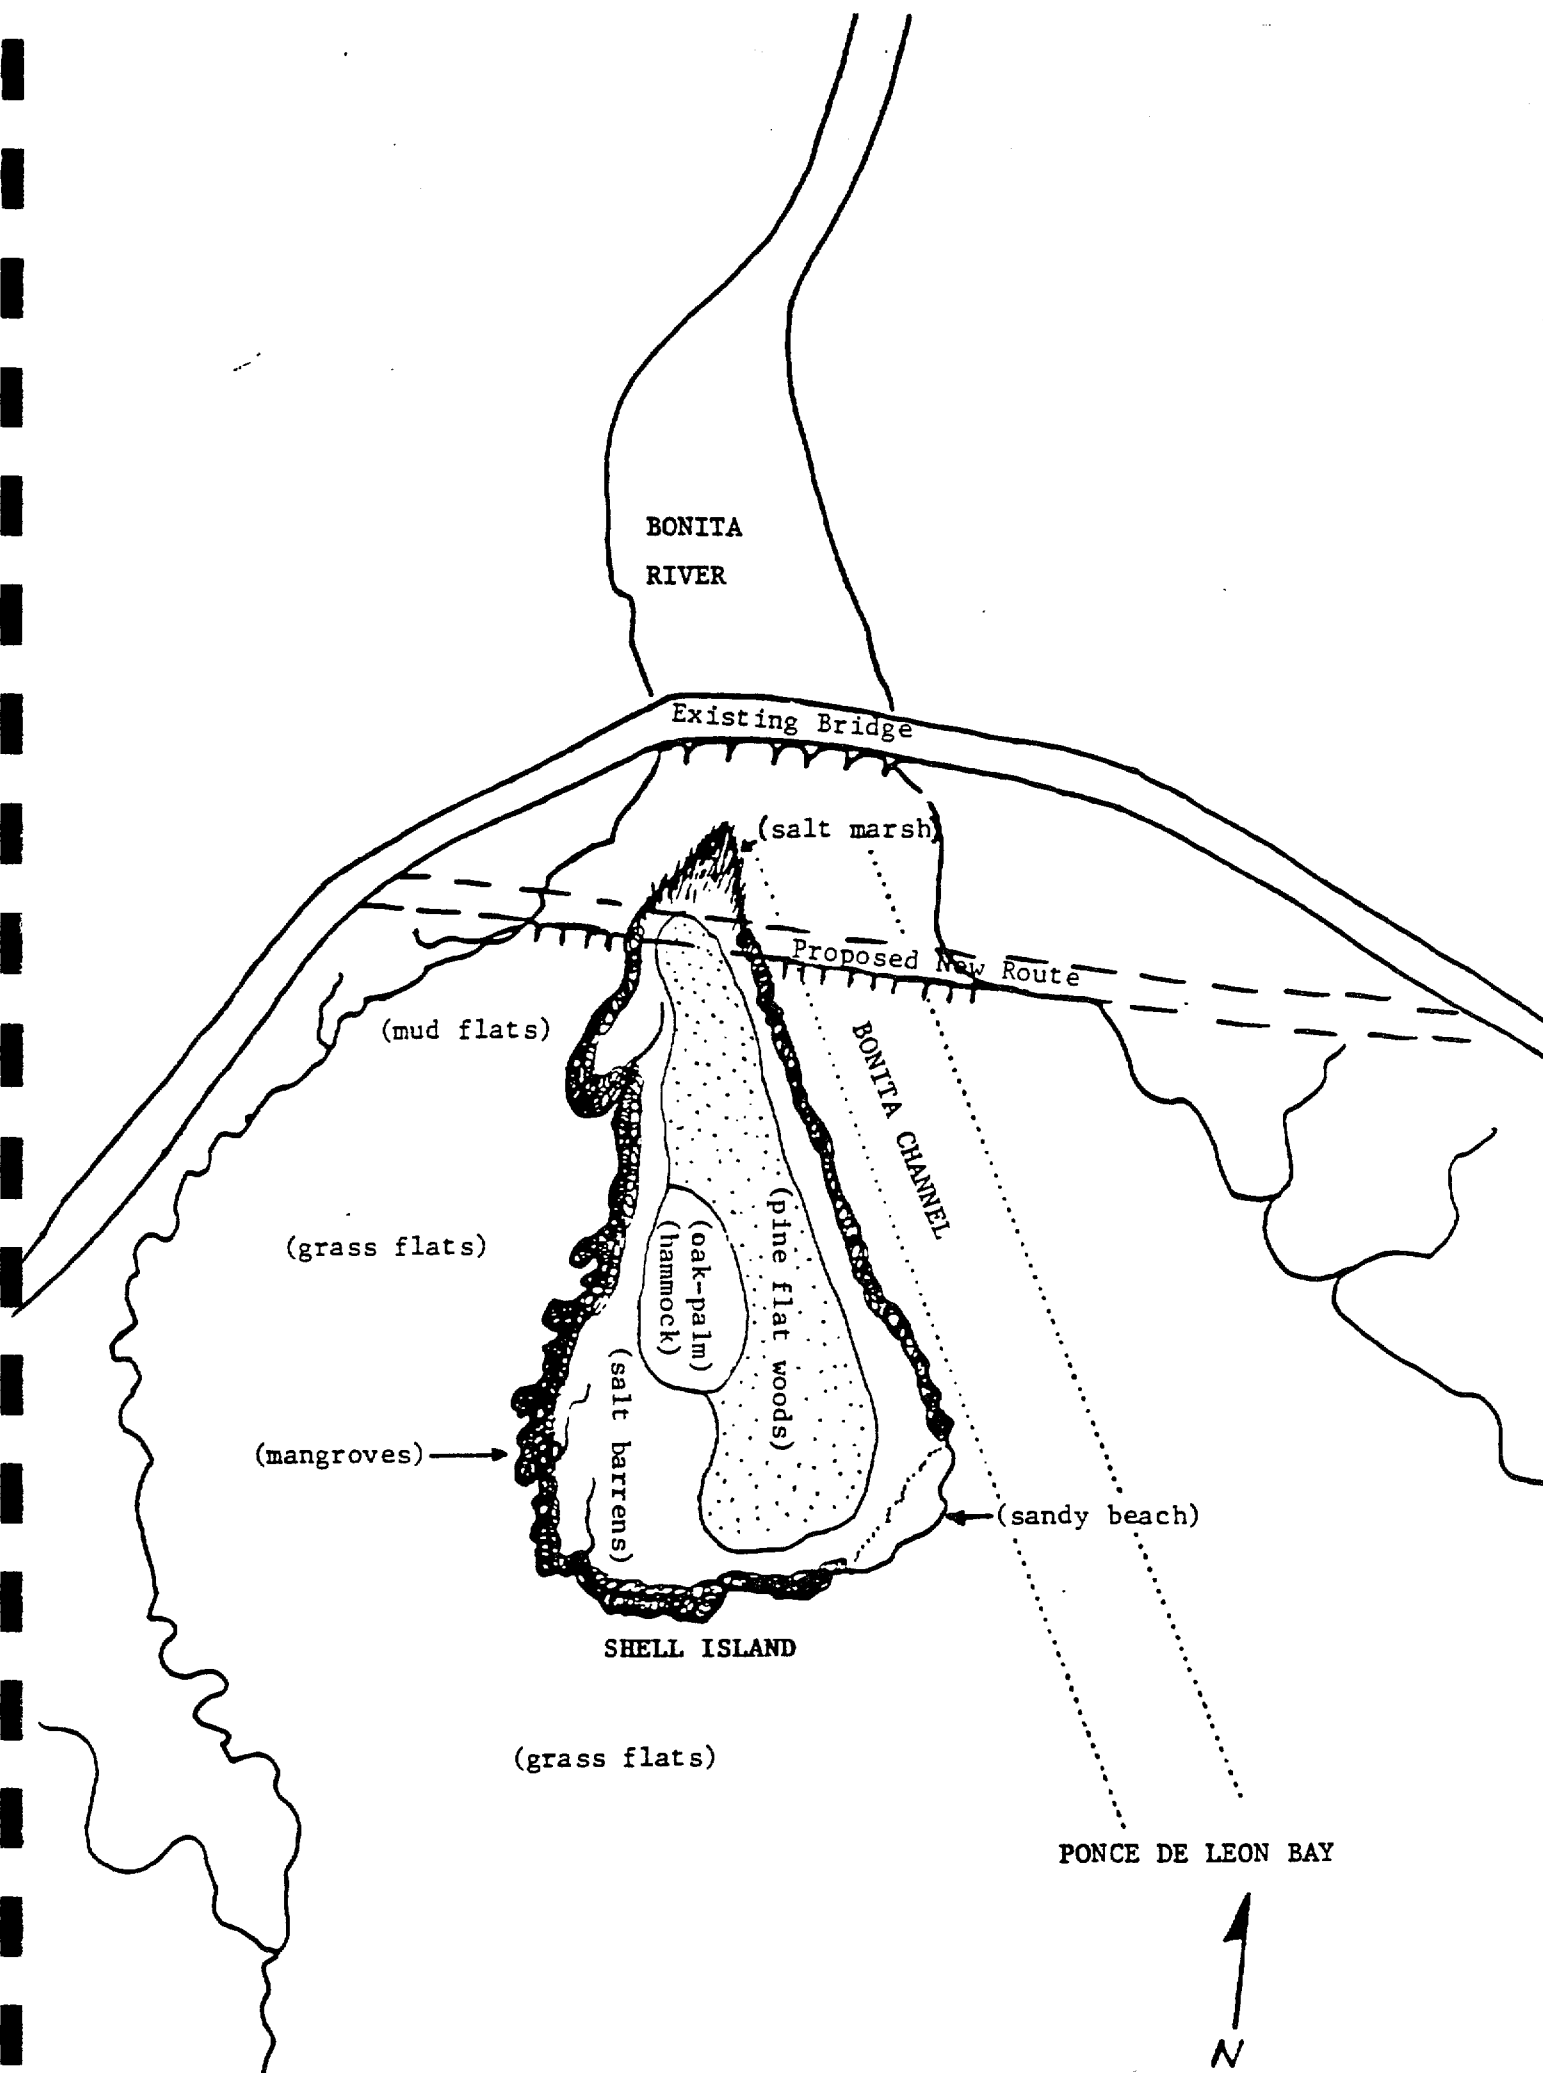 BONITA
RIVER
Existing Bridge
(salt marsh)
Proposed New Route
(mud flats)
BONITA CHANNEL
(grass flats)
(oak-palm)
(hammock)
(pine flat woods)
(salt barrens)
(mangroves)
(sandy beach)
SHELL ISLAND
(grass flats)
PONCE DE LEON BAY
N